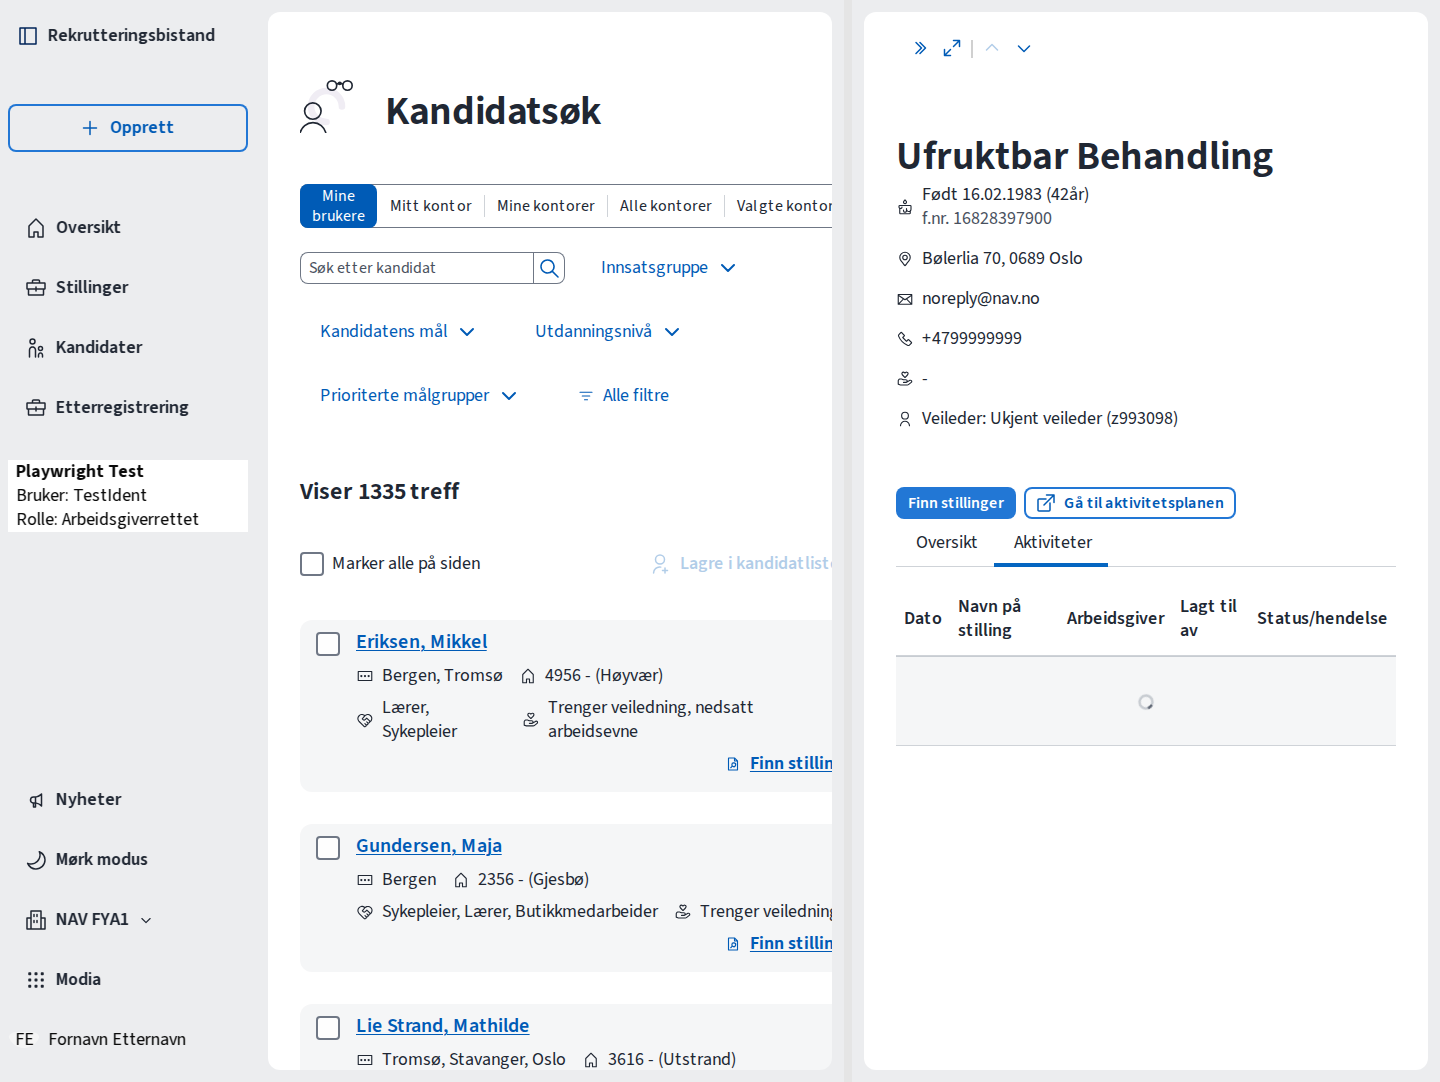 Rekrutteringsbistand
Opprett
Oversikt
Stillinger
Kandidater
Etterregistrering
Playwright Test
Bruker: TestIdent
Rolle: Arbeidsgiverrettet
Nyheter
Mørk modus
NAV FYA1
Modia
FE Fornavn Etternavn
Kandidatsøk
Mine
brukere
Mitt kontor
Mine kontorer
Alle kontorer
Valgte kontor
Søk etter kandidat
Innsatsgruppe
Kandidatens mål
Utdanningsnivå
Prioriterte målgrupper
Alle filtre
Viser 1335 treff
Marker alle på siden
Lagre i kandidatliste
Eriksen, Mikkel
Bergen, Tromsø
4956 - (Høyvær)
Lærer,
Sykepleier
Trenger veiledning, nedsatt
arbeidsevne
Finn stillin
Gundersen, Maja
Bergen
2356 - (Gjesbø)
Sykepleier, Lærer, Butikkmedarbeider
Trenger veiledning
Finn stillin
Lie Strand, Mathilde
Tromsø, Stavanger, Oslo
3616 - (Utstrand)
Ufruktbar Behandling
Født 16.02.1983 (42år)
f.nr. 16828397900
Bølerlia 70, 0689 Oslo
noreply@nav.no
+4799999999
-
Veileder: Ukjent veileder (z993098)
Finn stillinger
Gå til aktivitetsplanen
Oversikt
Aktiviteter
Dato
Navn på
stilling
Arbeidsgiver
Lagt til
av
Status/hendelse